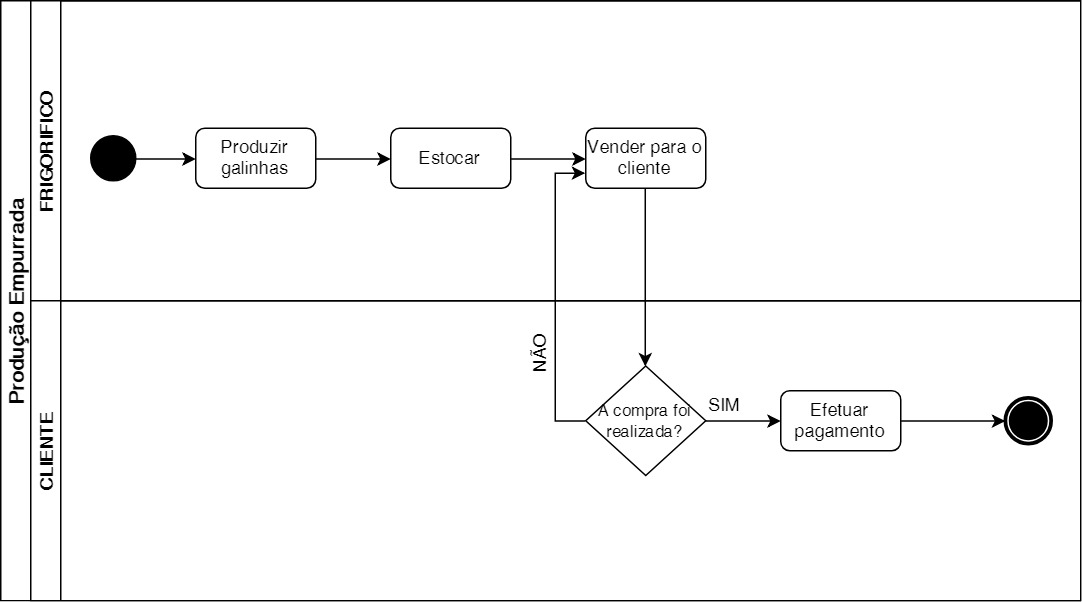 Produção Empurrada
FRIGORIFICO
Produzir
galinhas
Estocar
Vender para o
cliente
CLIENTE
NÃO
A compra foi
realizada?
SIM
Efetuar
pagamento